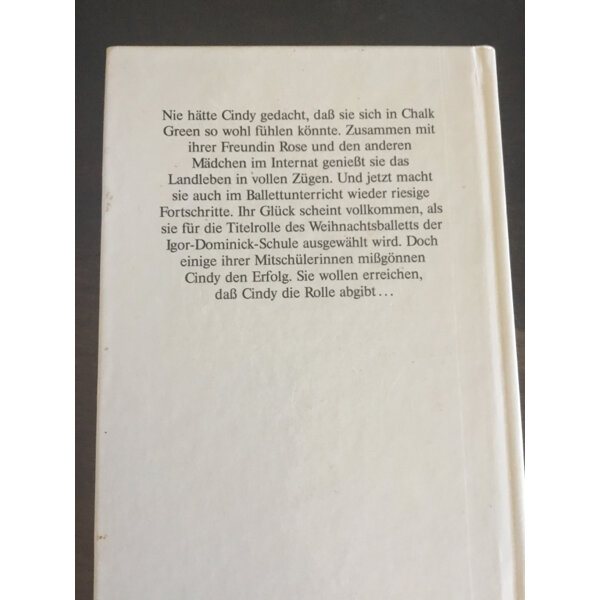 Nie hätte Cindy gedacht, daß sie sich in Chalk
Green so wohl fühlen könnte. Zusammen mit
ihrer Freundin Rose und den anderen
Mädchen im Internat genießt sie das
Landleben in vollen Zügen. Und jetzt macht
sie auch im Ballettunterricht wieder riesige
Fortschritte. Ihr Glück scheint vollkommen, als
sie für die Titelrolle des Weihnachtsballetts der
Igor-Dominick-Schule ausgewählt wird. Doch
einige ihrer Mitschülerinnen mißgönnen
Cindy den Erfolg. Sie wollen erreichen,
daß Cindy die Rolle abgibt...